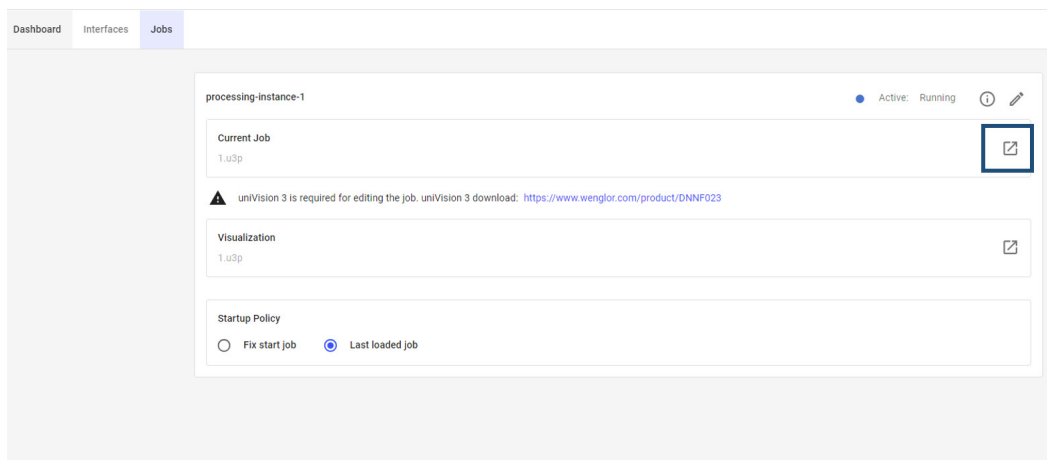 Dashboard Interfaces Jobs
processing-instance-1 Active: Running
Current Job
1.u3p
uniVision 3 is required for editing the job. uniVision 3 download: https://www.wenglor.com/product/DNNF023
Visualization
1.u3p
Startup Policy
Fix start job Last loaded job